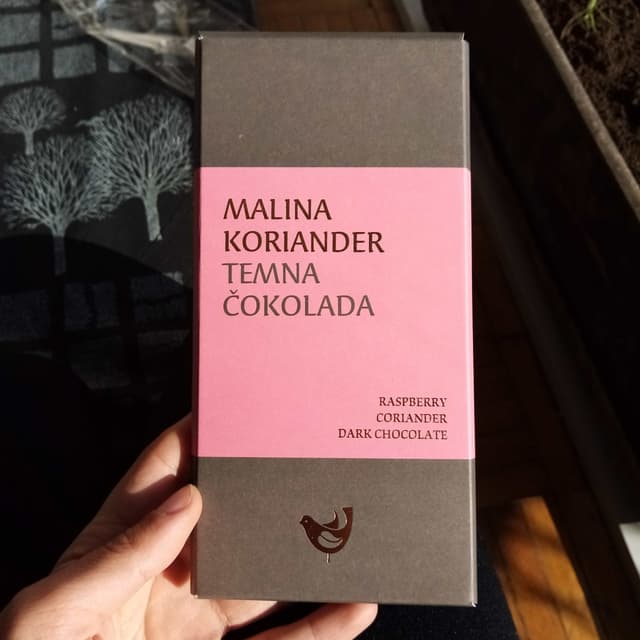 MALINA
KORIANDER
TEMNA
ČOKOLADA
RASPBERRY
CORIANDER
DARK CHOCOLATE